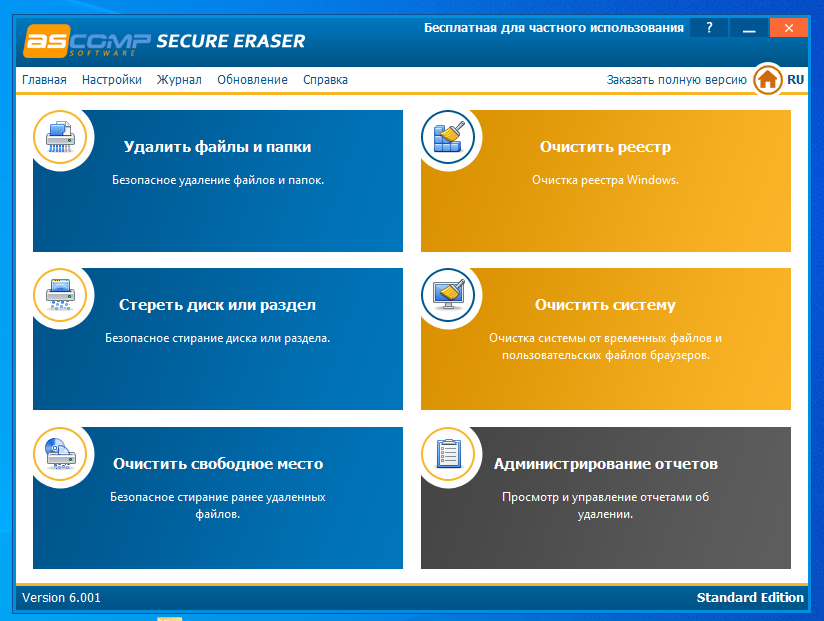 Бесплатная для частного использования ?
ASCOMP SECURE ERASER
SOFTWARE
Главная Настройки Журнал Обновление Справка Заказать полную версию RU
Удалить файлы и папки
Безопасное удаление файлов и папок.
Очистить реестр
Очистка реестра Windows.
Стереть диск или раздел
Безопасное стирание диска или раздела.
Очистить систему
Очистка системы от временных файлов и
пользовательских файлов браузеров.
Очистить свободное место
Безопасное стирание ранее удаленных
файлов.
Администрирование отчетов
Просмотр и управление отчетами об
удалении.
Version 6.001 Standard Edition